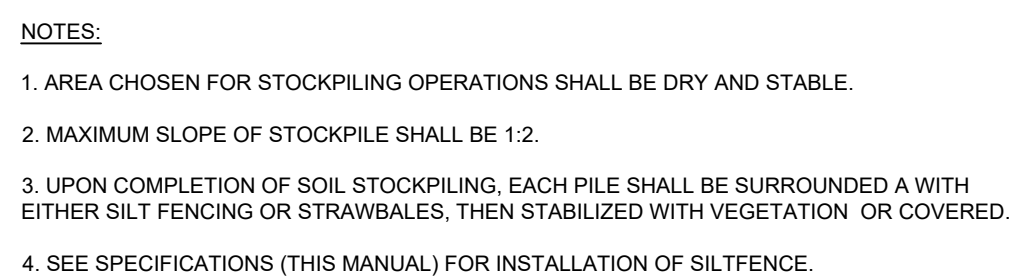 NOTES:
1. AREA CHOSEN FOR STOCKPILING OPERATIONS SHALL BE DRY AND STABLE.
2. MAXIMUM SLOPE OF STOCKPILE SHALL BE 1:2.
3. UPON COMPLETION OF SOIL STOCKPILING, EACH PILE SHALL BE SURROUNDED A WITH
EITHER SILT FENCING OR STRAWBALES, THEN STABILIZED WITH VEGETATION  OR COVERED.
4. SEE SPECIFICATIONS (THIS MANUAL) FOR INSTALLATION OF SILTFENCE.